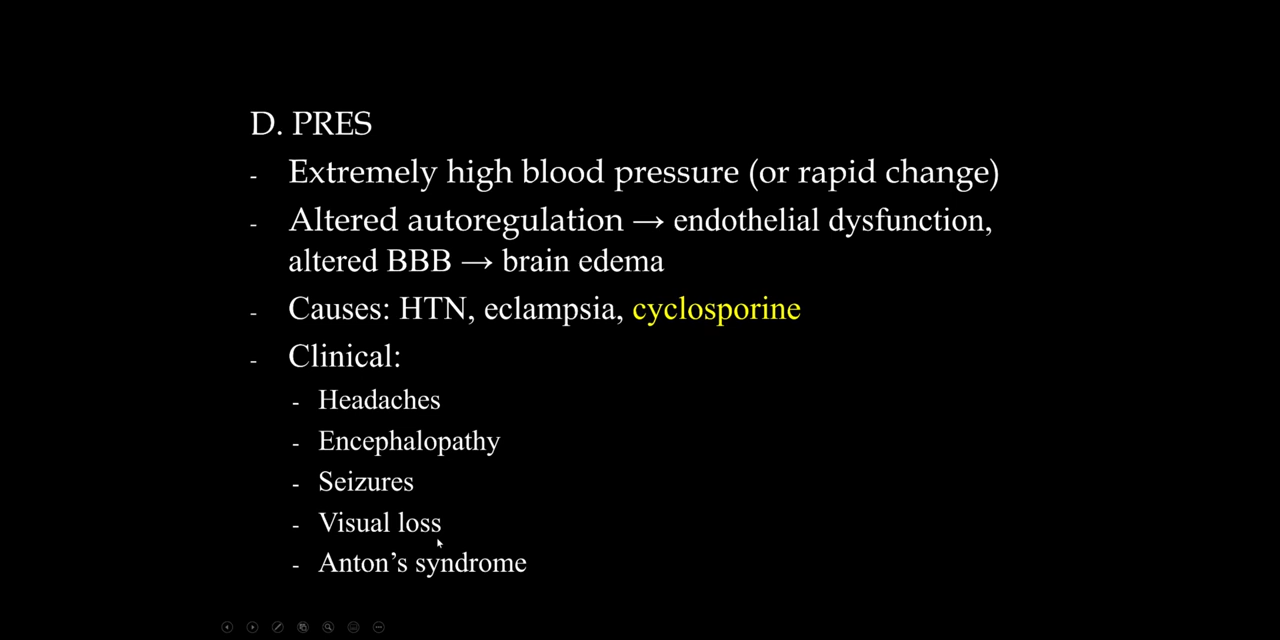 D. PRES
- Extremely high blood pressure (or rapid change)
- Altered autoregulation → endothelial dysfunction,
altered BBB → brain edema
- Causes: HTN, eclampsia, cyclosporine
- Clinical:
- Headaches
- Encephalopathy
- Seizures
- Visual loss
- Anton’s syndrome